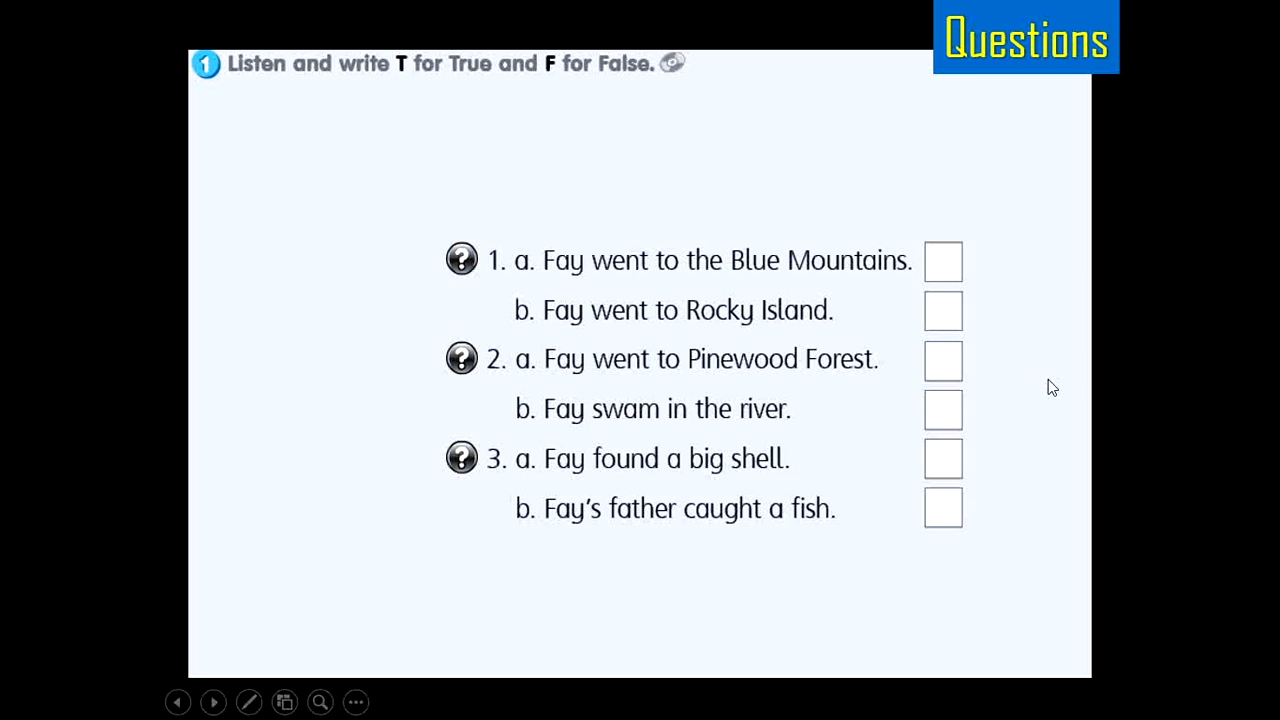 Questions
1 Listen and write T for True and F for False.
? 1. a. Fay went to the Blue Mountains.
b. Fay went to Rocky Island.
? 2. a. Fay went to Pinewood Forest.
b. Fay swam in the river.
? 3. a. Fay found a big shell.
b. Fay's father caught a fish.